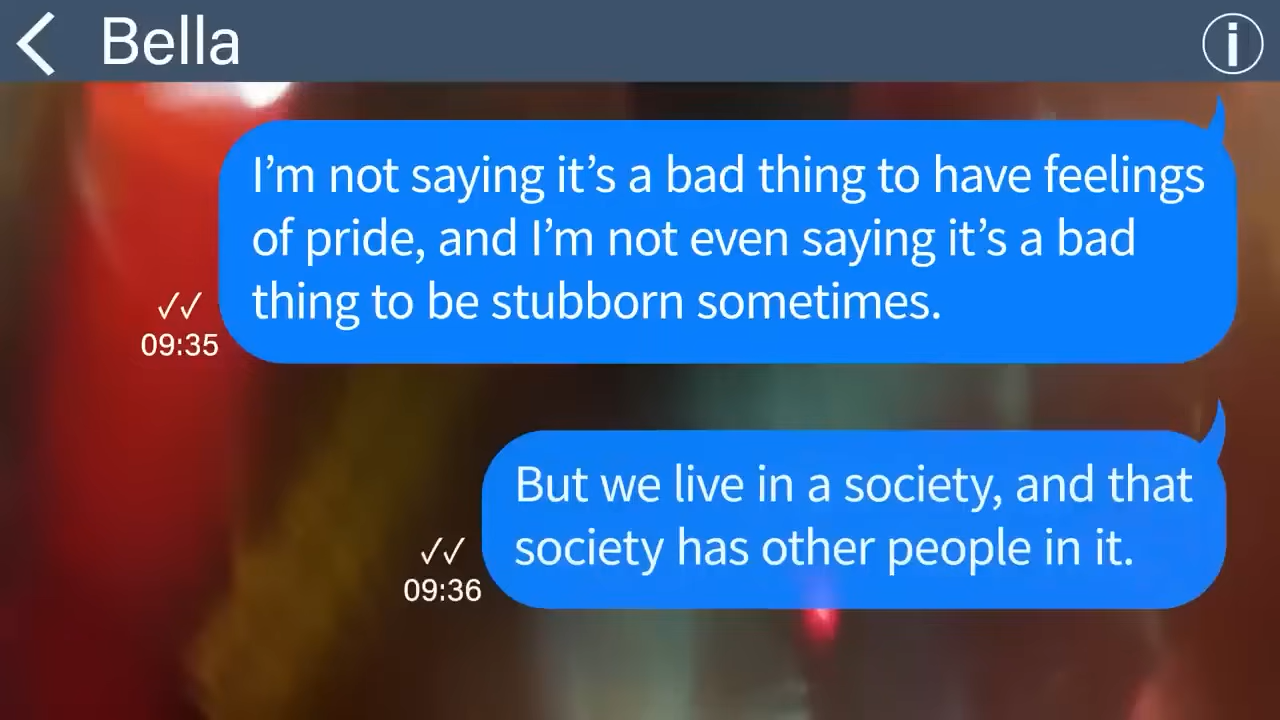 Bella
I’m not saying it’s a bad thing to have feelings
of pride, and I’m not even saying it’s a bad
thing to be stubborn sometimes.
09:35
But we live in a society, and that
society has other people in it.
09:36